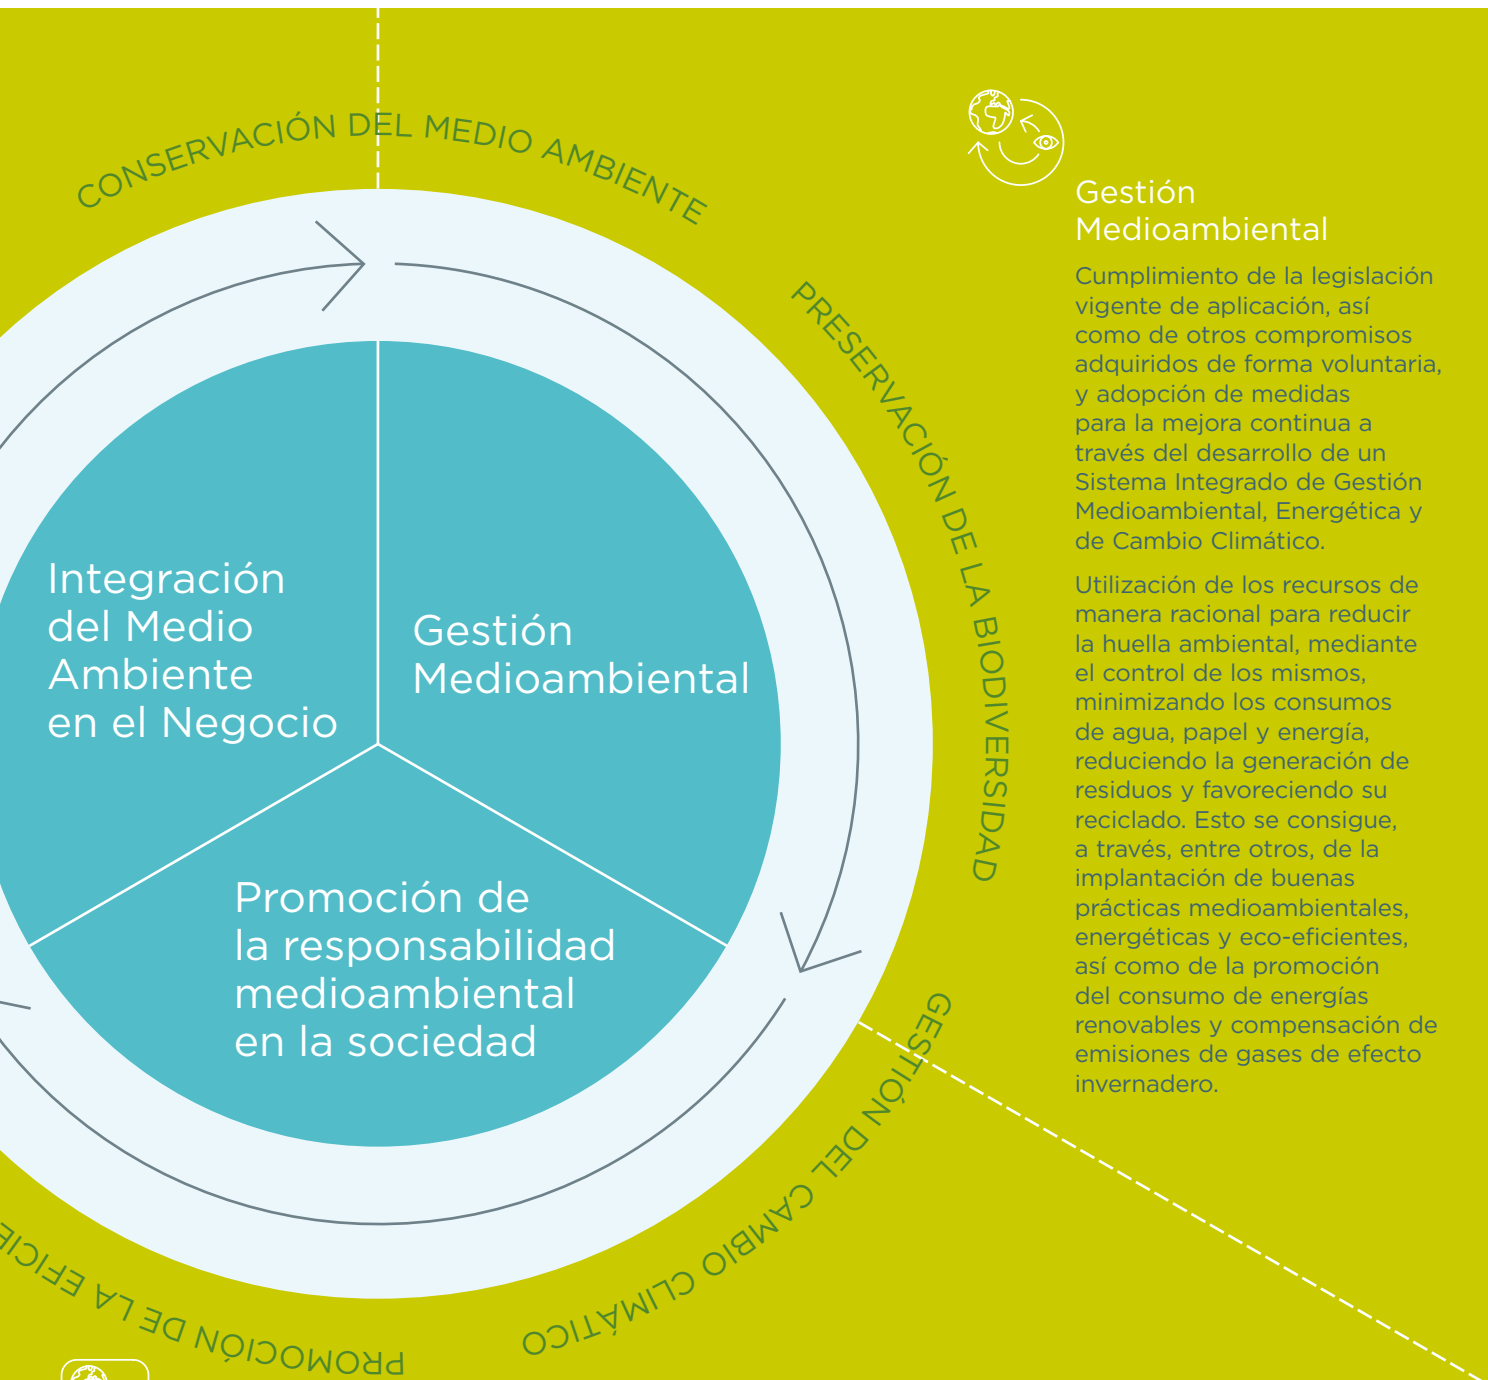 CONSERVACIÓN DEL MEDIO AMBIENTE
PRESERVACIÓN DE LA BIODIVERSIDAD
GESTIÓN DEL CAMBIO CLIMÁTICO
PROMOCIÓN DE LA
Integración
del Medio
Ambiente
en el Negocio
Gestión
Medioambiental
Promoción de
la responsabilidad
medioambiental
en la sociedad
Gestión
Medioambiental
Cumplimiento de la legislación
vigente de aplicación, así
como de otros compromisos
adquiridos de forma voluntaria,
y adopción de medidas
para la mejora continua a
través del desarrollo de un
Sistema Integrado de Gestión
Medioambiental, Energética y
de Cambio Climático.
Utilización de los recursos de
manera racional para reducir
la huella ambiental, mediante
el control de los mismos,
minimizando los consumos
de agua, papel y energía,
reduciendo la generación de
residuos y favoreciendo su
reciclado. Esto se consigue,
a través, entre otros, de la
implantación de buenas
prácticas medioambientales,
energéticas y eco-eficientes,
así como de la promoción
del consumo de energías
renovables y compensación de
emisiones de gases de efecto
invernadero.